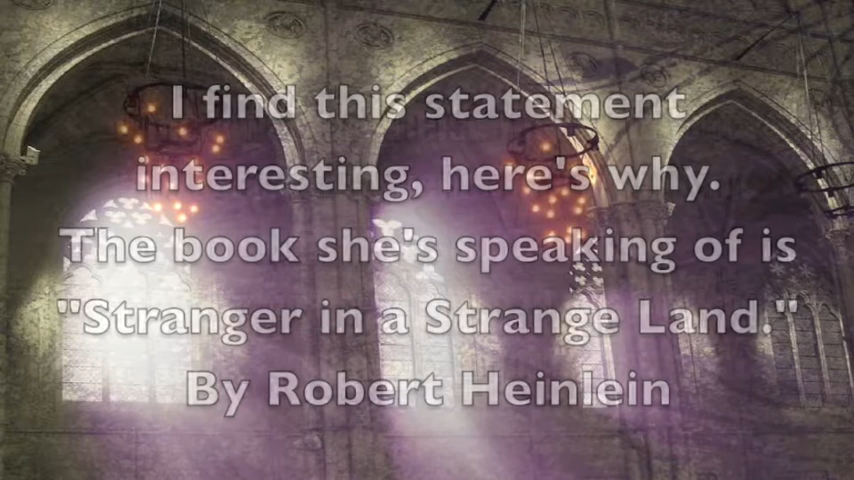 I find this statement
interesting, here's why.
The book she's speaking of is
"Stranger in a Strange Land."
By Robert Heinlein